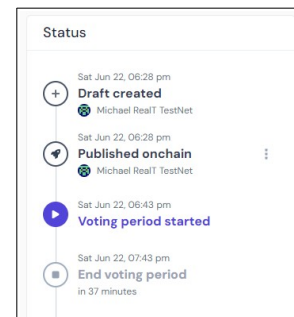 Status
Sat Jun 22, 06:28 pm
Draft created
Michael RealT TestNet
Sat Jun 22, 06:28 pm
Published onchain
Michael RealT TestNet
Sat Jun 22, 06:43 pm
Voting period started
Sat Jun 22, 07:43 pm
End voting period
in 37 minutes